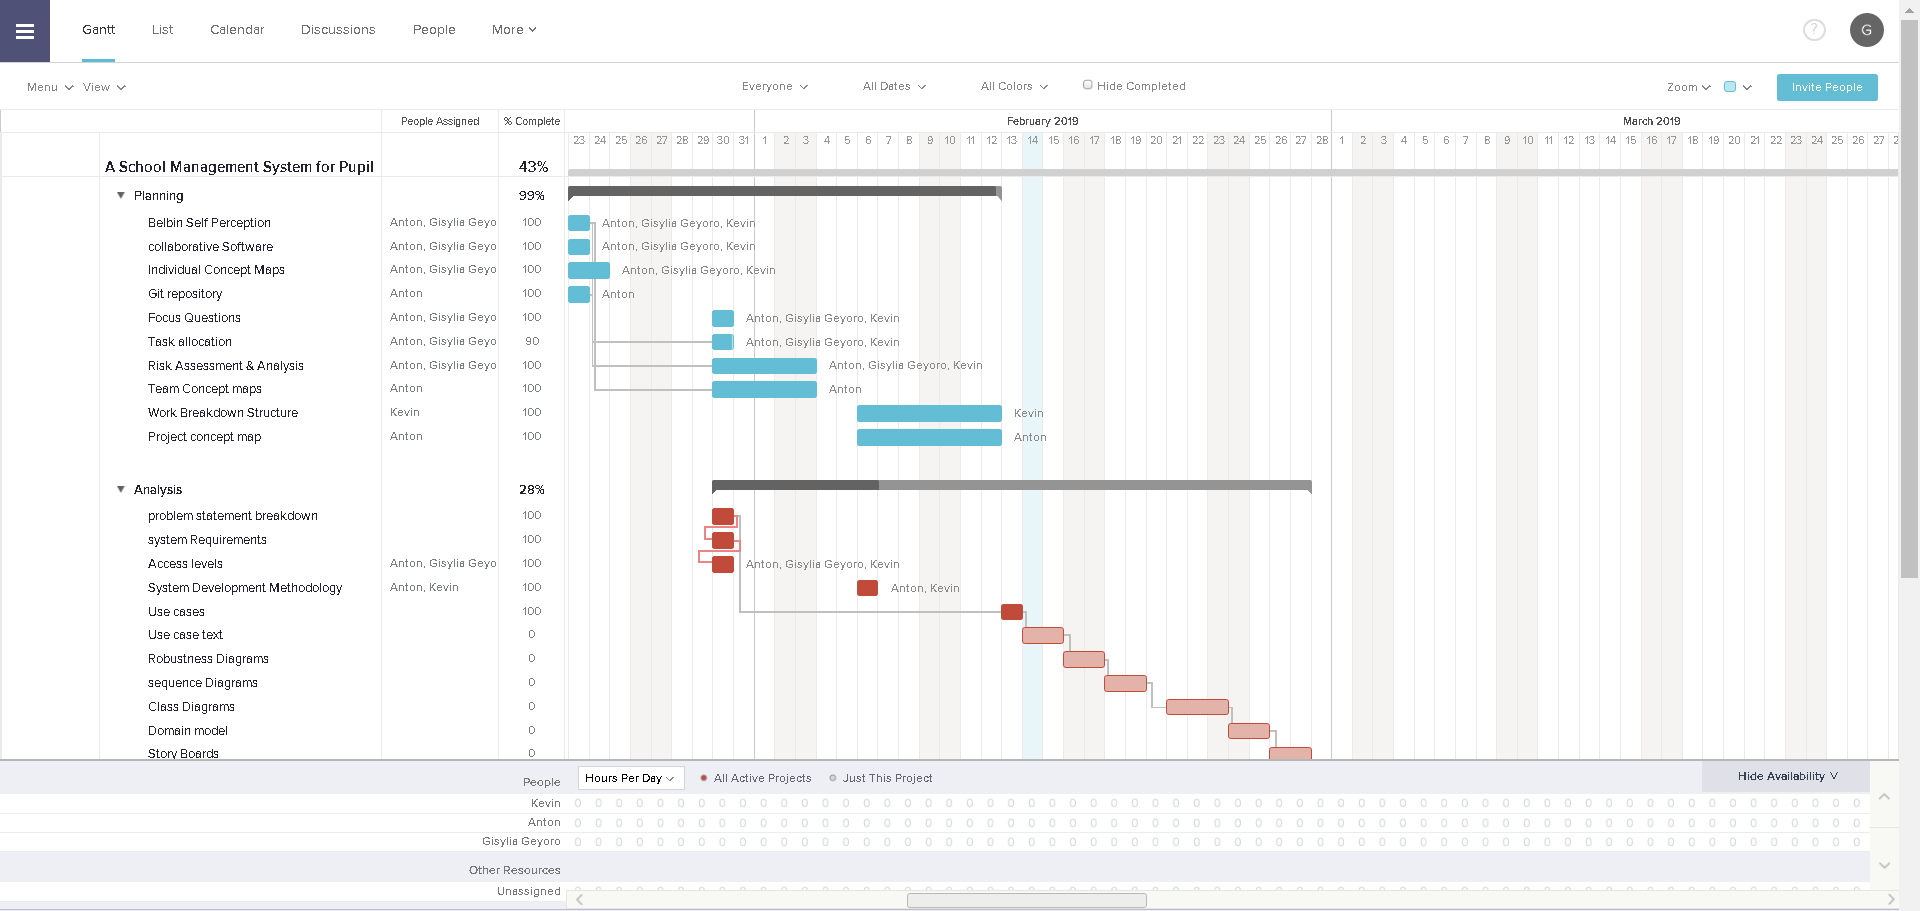 Gantt List Calendar Discussions People More ? G
Menu View Everyone All Dates All Colors Hide Completed Zoom Invite People
People Assigned % Complete February 2019 March 2019
23 24 25 26 27 28 29 30 31 1 2 3 4 5 6 7 8 9 10 11 12 13 14 15 16 17 18 19 20 21 22 23 24 25 26 27 28 1 2 3 4 5 6 7 8 9 10 11 12 13 14 15 16 17 18 19 20 21 22 23 24 25 26 27
A School Management System for Pupil 43%
Planning 99%
Belbin Self Perception Anton, Gisylia Geyo 100 Anton, Gisylia Geyoro, Kevin
collaborative Software Anton, Gisylia Geyo 100 Anton, Gisylia Geyoro, Kevin
Individual Concept Maps Anton, Gisylia Geyo 100 Anton, Gisylia Geyoro, Kevin
Git repository Anton 100 Anton
Focus Questions Anton, Gisylia Geyo 100 Anton, Gisylia Geyoro, Kevin
Task allocation Anton, Gisylia Geyo 90 Anton, Gisylia Geyoro, Kevin
Risk Assessment & Analysis Anton, Gisylia Geyo 100 Anton, Gisylia Geyoro, Kevin
Team Concept maps Anton 100 Anton
Work Breakdown Structure Kevin 100 Kevin
Project concept map Anton 100 Anton
Analysis 28%
problem statement breakdown 100
system Requirements 100
Access levels Anton, Gisylia Geyo 100 Anton, Gisylia Geyoro, Kevin
System Development Methodology Anton, Kevin 100 Anton, Kevin
Use cases 100
Use case text 0
Robustness Diagrams 0
sequence Diagrams 0
Class Diagrams 0
Domain model 0
Story Boards 0
People Hours Per Day All Active Projects Just This Project Hide Availability
Kevin 0 0 0 0 0 0 0 0 0 0 0 0 0 0 0 0 0 0 0 0 0 0 0 0 0 0 0 0 0 0 0 0 0 0 0 0 0 0 0 0 0 0 0 0 0 0 0 0 0 0 0 0 0 0 0 0 0 0 0 0 0 0 0
Anton 0 0 0 0 0 0 0 0 0 0 0 0 0 0 0 0 0 0 0 0 0 0 0 0 0 0 0 0 0 0 0 0 0 0 0 0 0 0 0 0 0 0 0 0 0 0 0 0 0 0 0 0 0 0 0 0 0 0 0 0 0 0 0
Gisylia Geyoro 0 0 0 0 0 0 0 0 0 0 0 0 0 0 0 0 0 0 0 0 0 0 0 0 0 0 0 0 0 0 0 0 0 0 0 0 0 0 0 0 0 0 0 0 0 0 0 0 0 0 0 0 0 0 0 0 0 0 0 0 0 0 0
Other Resources
Unassigned